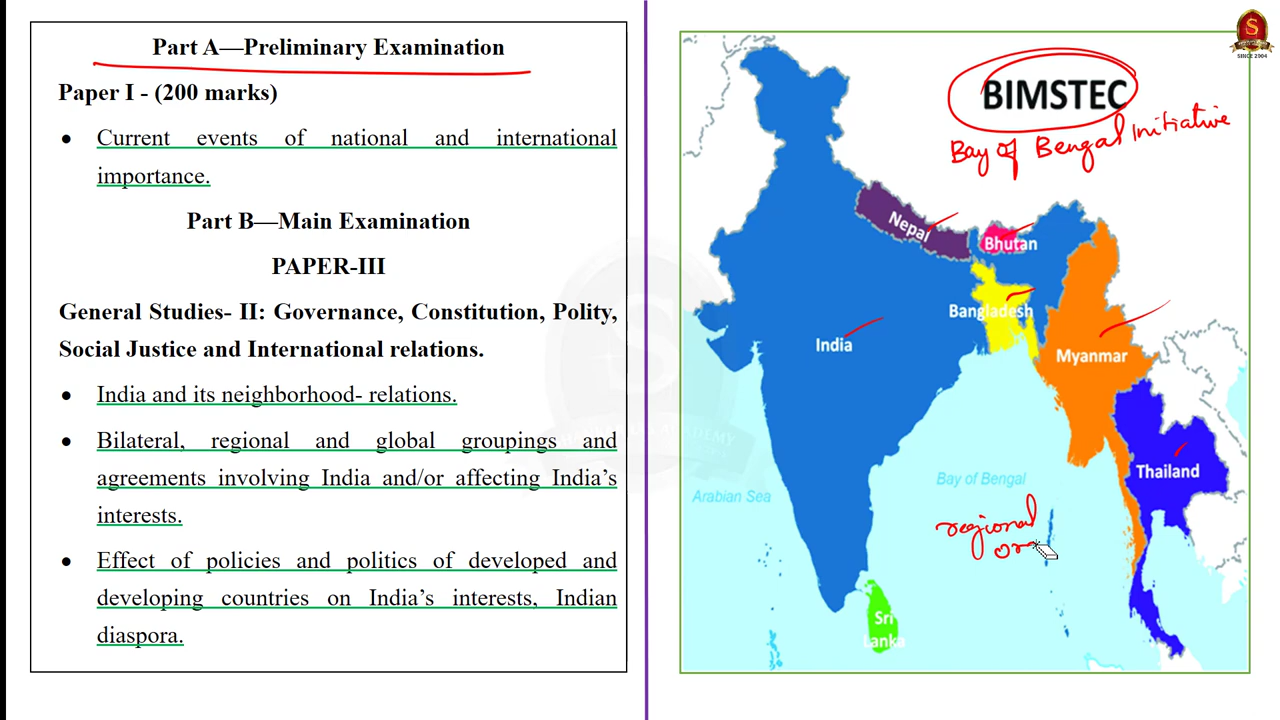 Part A—Preliminary Examination
Paper I - (200 marks)
• Current events of national and international
importance.
Part B—Main Examination
PAPER-III
General Studies- II: Governance, Constitution, Polity,
Social Justice and International relations.
• India and its neighborhood- relations.
• Bilateral, regional and global groupings and
agreements involving India and/or affecting India's
interests.
• Effect of policies and politics of developed and
developing countries on India's interests, Indian
diaspora.
S
SINCE 2004
BIMSTEC
Bay of Bengal Initiative
Nepal
Bhutan
Bangladesh
India
Myanmar
Thailand
Bay of Bengal
Arabian Sea
regional
or
Sri
Lanka